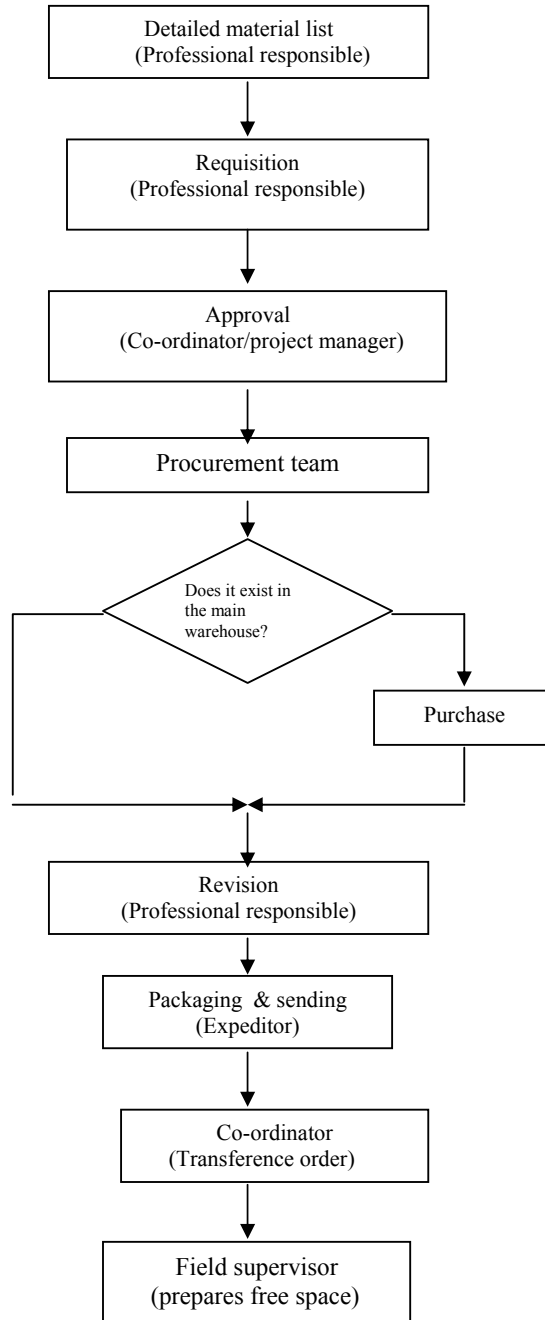 Detailed material list
(Professional responsible)
Requisition
(Professional responsible)
Approval
(Co-ordinator/project manager)
Procurement team
Does it exist in
the main
warehouse?
Purchase
Revision
(Professional responsible)
Packaging & sending
(Expeditor)
Co-ordinator
(Transference order)
Field supervisor
(prepares free space)